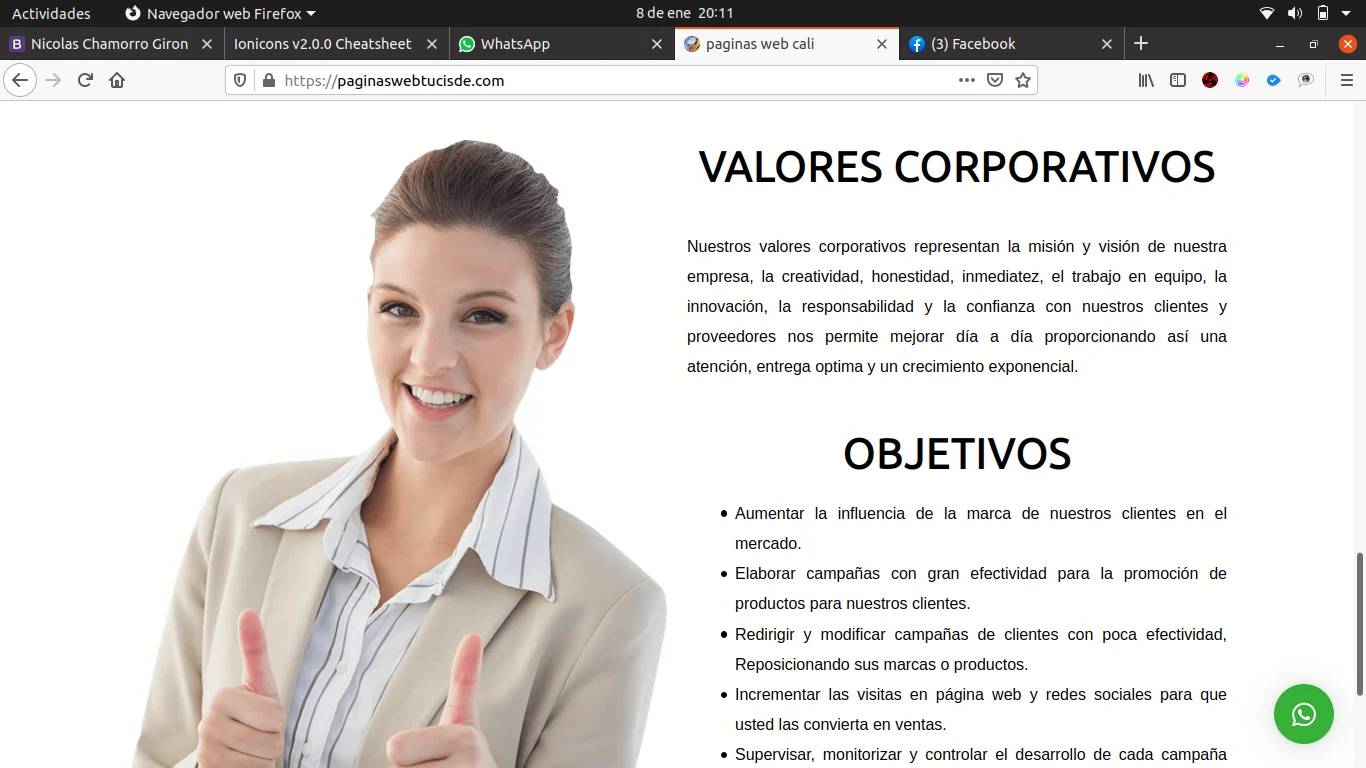 Actividades
Navegador web Firefox
8 de ene 20:11
Nicolas Chamorro Giron
Ionicons v2.0.0 Cheatsheet
WhatsApp
paginas web cali
(3) Facebook
https://paginaswebtucisde.com
VALORES CORPORATIVOS
Nuestros valores corporativos representan la misión y visión de nuestra
empresa, la creatividad, honestidad, inmediatez, el trabajo en equipo, la
innovación, la responsabilidad y la confianza con nuestros clientes y
proveedores nos permite mejorar día a día proporcionando así una
atención, entrega optima y un crecimiento exponencial.
OBJETIVOS
Aumentar la influencia de la marca de nuestros clientes en el
mercado.
Elaborar campañas con gran efectividad para la promoción de
productos para nuestros clientes.
Redirigir y modificar campañas de clientes con poca efectividad,
Reposicionando sus marcas o productos.
Incrementar las visitas en página web y redes sociales para que
usted las convierta en ventas.
Supervisar, monitorizar y controlar el desarrollo de cada campaña